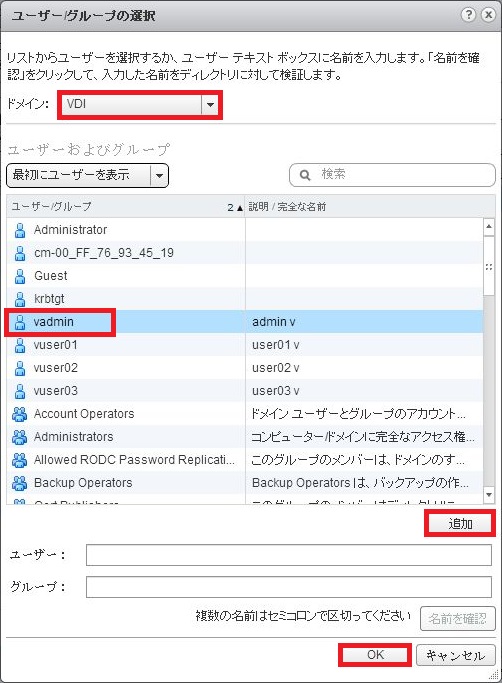 ユーザー/グループの選択
リストからユーザーを選択するか、ユーザー テキスト ボックスに名前を入力します。「名前を確
認」をクリックして、入力した名前をディレクトリに対して検証します。
ドメイン: VDI
ユーザーおよびグループ
最初にユーザーを表示 検索
ユーザー/グループ 2 ▲ 説明/完全な名前
Administrator
cm-00_FF_76_93_45_19
Guest
krbtgt
vadmin admin v
vuser01 user01 v
vuser02 user02 v
vuser03 user03 v
Account Operators ドメイン ユーザーとグループのアカウント...
Administrators コンピューター/ドメインに完全なアクセス権...
Allowed RODC Password Replicati... このグループのメンバーは、ドメインのす...
Backup Operators Backup Operators は、バックアップの作...
追加
ユーザー:
グループ:
複数の名前はセミコロンで区切ってください 名前を確認
OK キャンセル